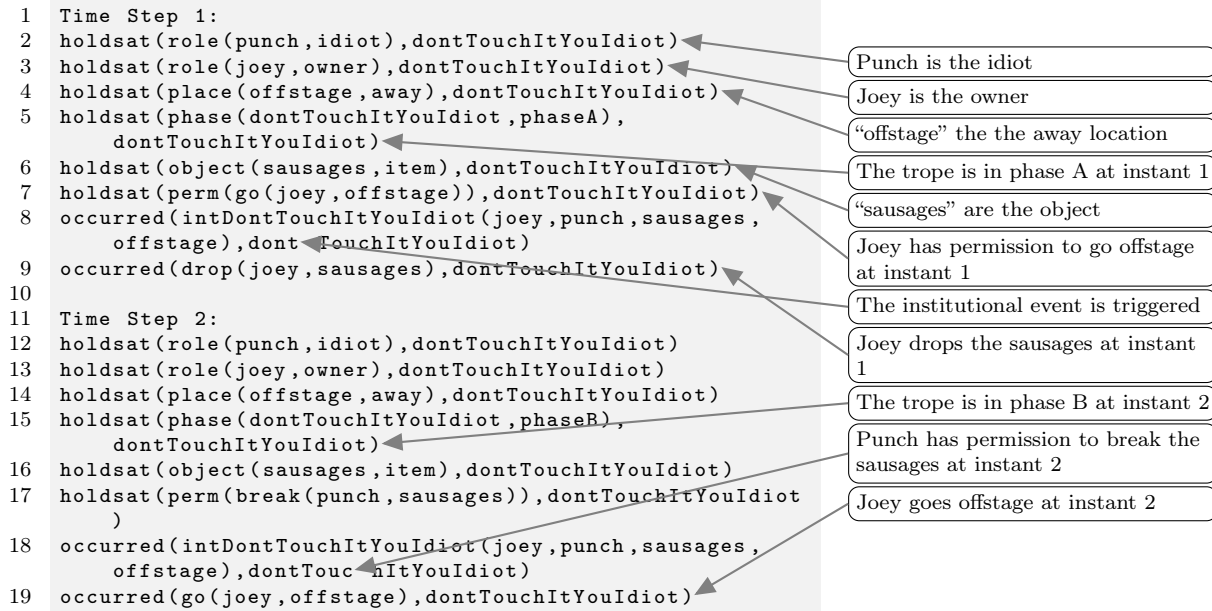 1 Time Step 1:
2 holdsat(role(punch,idiot),dontTouchItYouIdiot)
3 holdsat(role(joey,owner),dontTouchItYouIdiot)
4 holdsat(place(offstage,away),dontTouchItYouIdiot)
5 holdsat(phase(dontTouchItYouIdiot,phaseA),
dontTouchItYouIdiot)
6 holdsat(object(sausages,item),dontTouchItYouIdiot)
7 holdsat(perm(go(joey,offstage)),dontTouchItYouIdiot)
8 occurred(intDontTouchItYouIdiot(joey,punch,sausages,
offstage),dont TouchItYouIdiot)
9 occurred(drop(joey,sausages),dontTouchItYouIdiot)
10
11 Time Step 2:
12 holdsat(role(punch,idiot),dontTouchItYouIdiot)
13 holdsat(role(joey,owner),dontTouchItYouIdiot)
14 holdsat(place(offstage,away),dontTouchItYouIdiot)
15 holdsat(phase(dontTouchItYouIdiot,phaseB),
dontTouchItYouIdiot)
16 holdsat(object(sausages,item),dontTouchItYouIdiot)
17 holdsat(perm(break(punch,sausages)),dontTouchItYouIdiot
)
18 occurred(intDontTouchItYouIdiot(joey,punch,sausages,
offstage),dontTouc hItYouIdiot)
19 occurred(go(joey,offstage),dontTouchItYouIdiot)
Punch is the idiot
Joey is the owner
“offstage” the the away location
The trope is in phase A at instant 1
“sausages” are the object
Joey has permission to go offstage
at instant 1
The institutional event is triggered
Joey drops the sausages at instant
1
The trope is in phase B at instant 2
Punch has permission to break the
sausages at instant 2
Joey goes offstage at instant 2